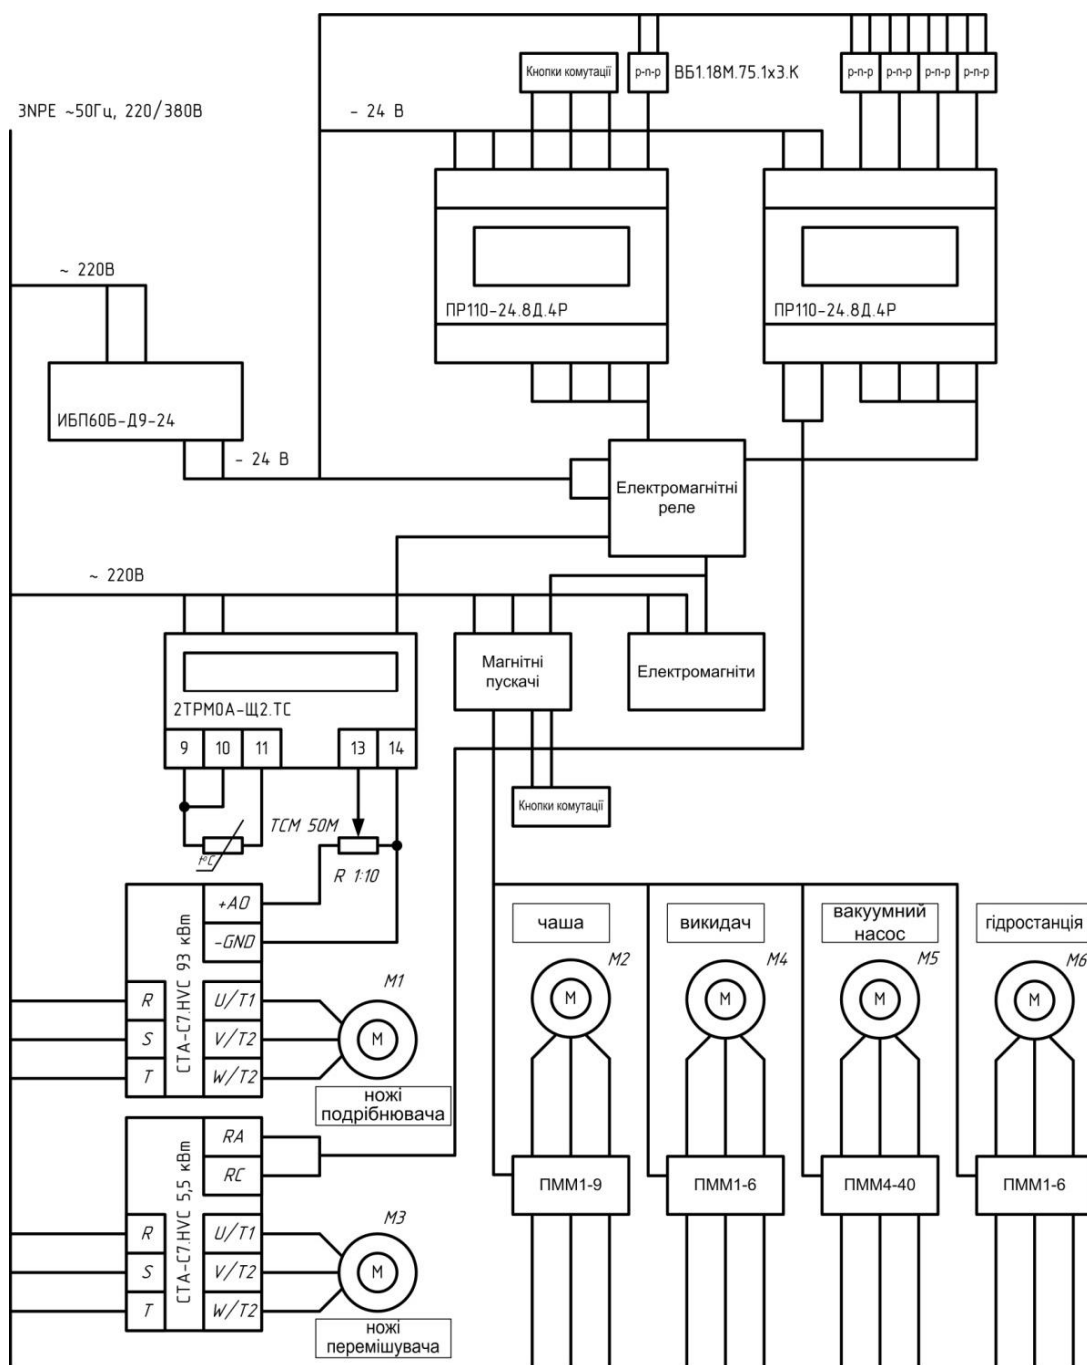 Кнопки комутації
p-n-p
ВБ1.18М.75.1х3.К
p-n-p
p-n-p
p-n-p
p-n-p
3NPE ~50Гц, 220/380В
- 24 В
~ 220В
ПР110-24.8Д.4Р
ПР110-24.8Д.4Р
ИБП60Б-Д9-24
- 24 В
Електромагнітні
реле
~ 220В
Магнітні
пускачі
Електромагніти
2ТРМ0А-Щ2.ТС
9
10
11
13
14
Кнопки комутації
ТСМ 50М
t°C
R 1:10
СТА-С7.HVC 93 кВт
+AO
-GND
R
S
T
U/T1
V/T2
W/T2
M1
M
ножі
подрібнювача
чаша
викидач
вакуумний
насос
гідростанція
M2
M4
M5
M6
M
M
M
M
СТА-С7.HVC 5,5 кВт
RA
RC
R
S
T
U/T1
V/T2
W/T2
M3
M
ножі
перемішувача
ПММ1-9
ПММ1-6
ПММ4-40
ПММ1-6